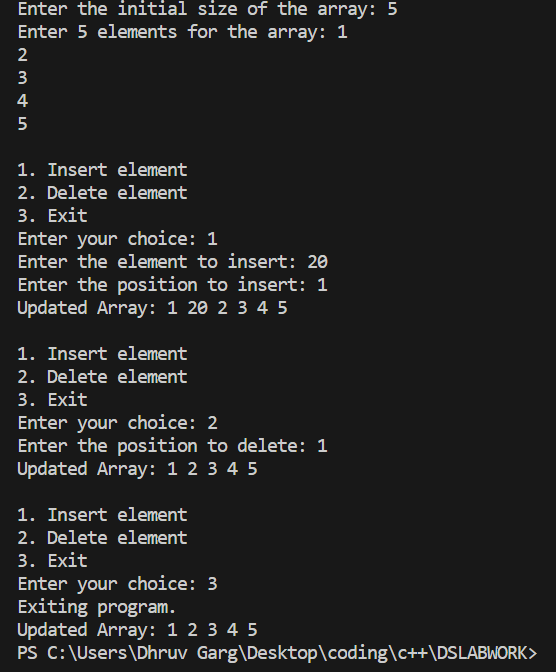 Enter the initial size of the array: 5
Enter 5 elements for the array: 1
2
3
4
5
1. Insert element
2. Delete element
3. Exit
Enter your choice: 1
Enter the element to insert: 20
Enter the position to insert: 1
Updated Array: 1 20 2 3 4 5
1. Insert element
2. Delete element
3. Exit
Enter your choice: 2
Enter the position to delete: 1
Updated Array: 1 2 3 4 5
1. Insert element
2. Delete element
3. Exit
Enter your choice: 3
Exiting program.
Updated Array: 1 2 3 4 5
PS C:\Users\Dhruv Garg\Desktop\coding\c++\DSLABWORK>